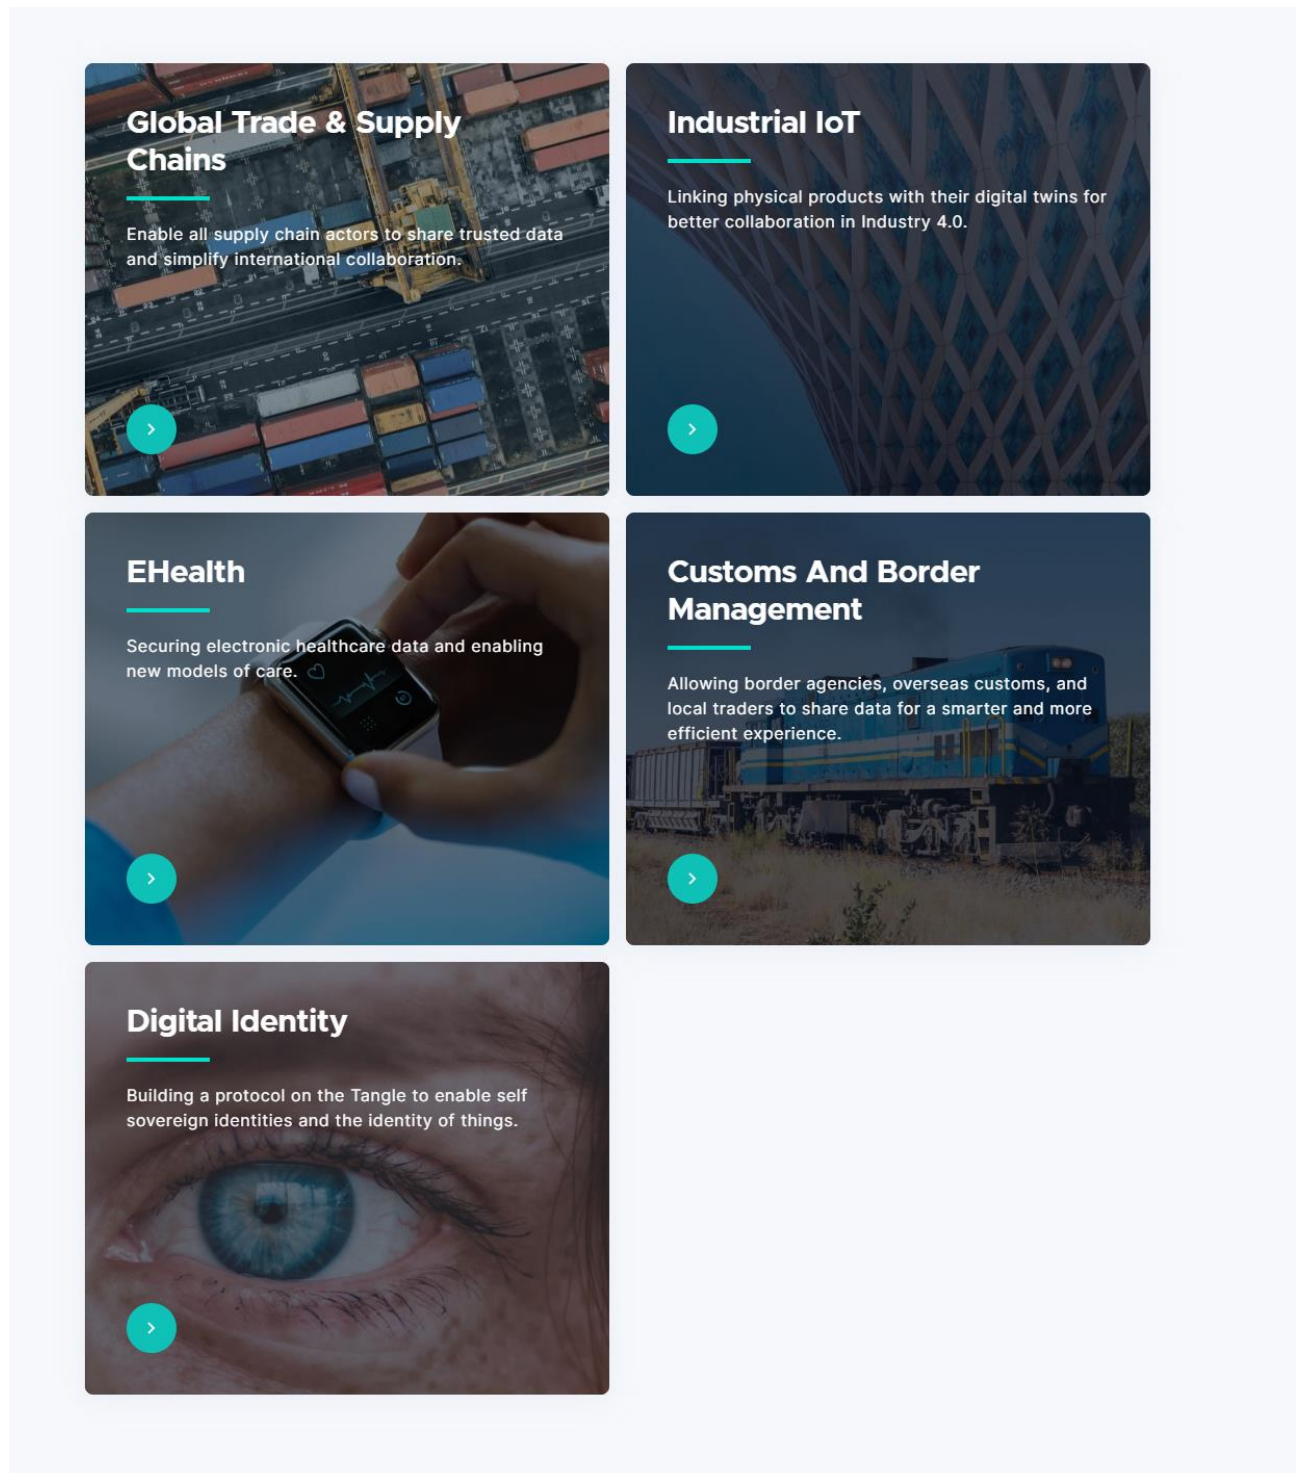 Global Trade & Supply
Chains
Enable all supply chain actors to share trusted data
and simplify international collaboration.
Industrial IoT
Linking physical products with their digital twins for
better collaboration in Industry 4.0.
EHealth
Securing electronic healthcare data and enabling
new models of care.
Customs And Border
Management
Allowing border agencies, overseas customs, and
local traders to share data for a smarter and more
efficient experience.
Digital Identity
Building a protocol on the Tangle to enable self
sovereign identities and the identity of things.